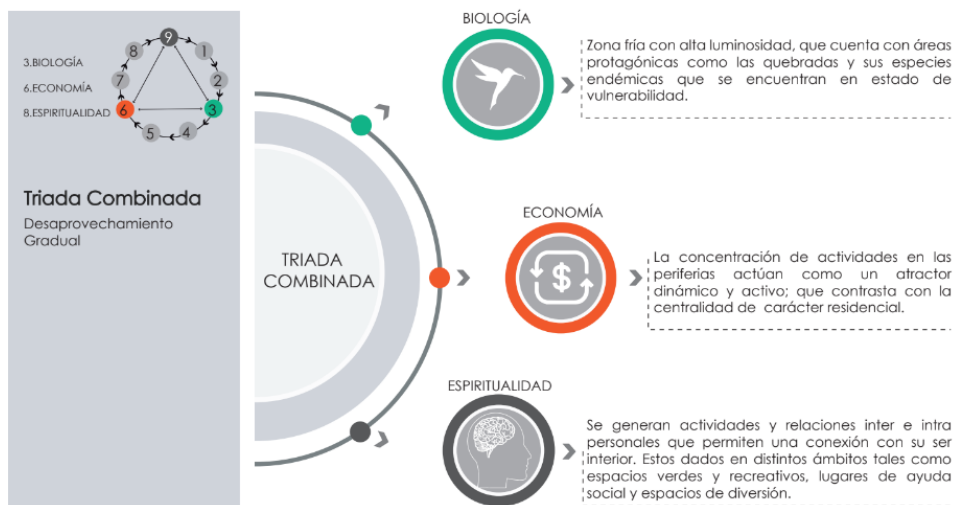 9
8
1
3.BIOLOGÍA
7
2
6.ECONOMÍA
6
3
8.ESPIRITUALIDAD
5
4
Triada Combinada
Desaprovechamiento
Gradual
TRIADA
COMBINADA
BIOLOGÍA
Zona fría con alta luminosidad, que cuenta con áreas
protagónicas como las quebradas y sus especies
endémicas que se encuentran en estado de
vulnerabilidad.
ECONOMÍA
$
La concentración de actividades en las
periferias actúan como un atractor
dinámico y activo; que contrasta con la
centralidad de carácter residencial.
ESPIRITUALIDAD
Se generan actividades y relaciones inter e intra
personales que permiten una conexión con su ser
interior. Estos dados en distintos ámbitos tales como
espacios verdes y recreativos, lugares de ayuda
social y espacios de diversión.